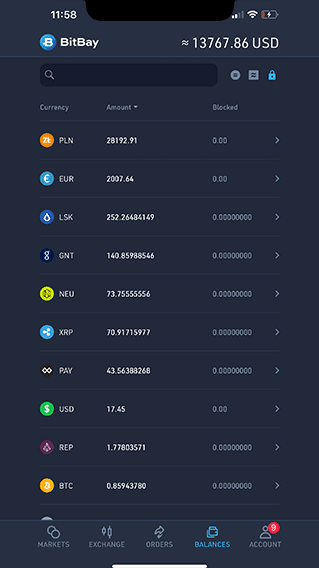 11:58
BitBay
≈ 13767.86 USD
Currency Amount Blocked
PLN 28192.91 0.00
EUR 2007.64 0.00
LSK 252.26484149 0.00000000
GNT 140.85988546 0.00000000
NEU 73.75555556 0.00000000
XRP 70.91715977 0.00000000
PAY 43.56388268 0.00000000
USD 17.45 0.00
REP 1.77803571 0.00000000
BTC 0.85943780 0.00000000
9
MARKETS EXCHANGE ORDERS BALANCES ACCOUNT